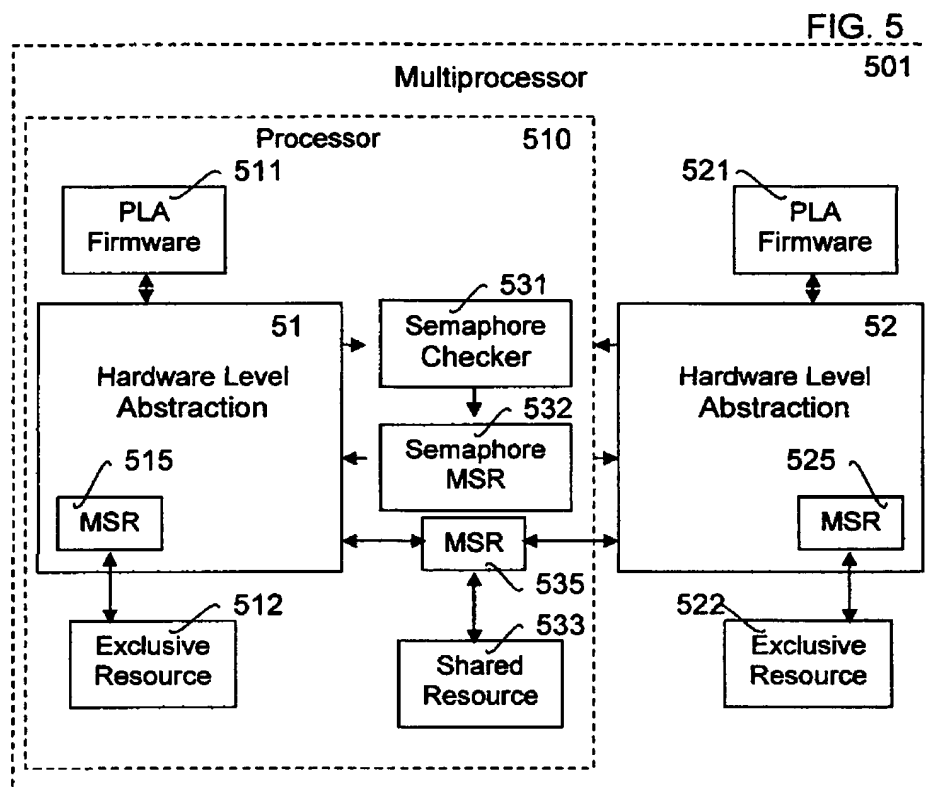 FIG. 5
501
Multiprocessor
Processor
510
511
PLA
Firmware
521
PLA
Firmware
51
Hardware Level
Abstraction
531
Semaphore
Checker
52
Hardware Level
Abstraction
532
Semaphore
MSR
515
MSR
525
MSR
MSR
535
512
Exclusive
Resource
533
Shared
Resource
522
Exclusive
Resource